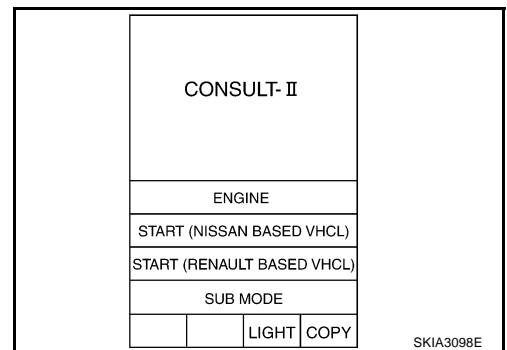 CONSULT-II
ENGINE
START (NISSAN BASED VHCL)
START (RENAULT BASED VHCL)
SUB MODE
LIGHT COPY
SKIA3098E